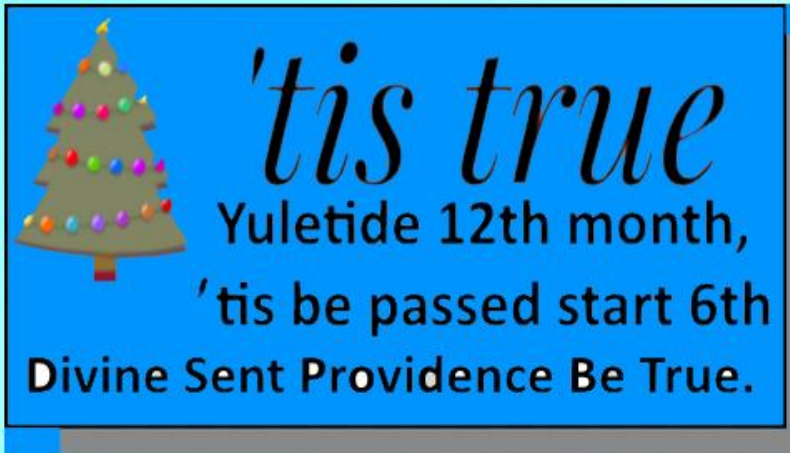 'tis true
Yuletide 12th month,
'tis be passed start 6th
Divine Sent Providence Be True.